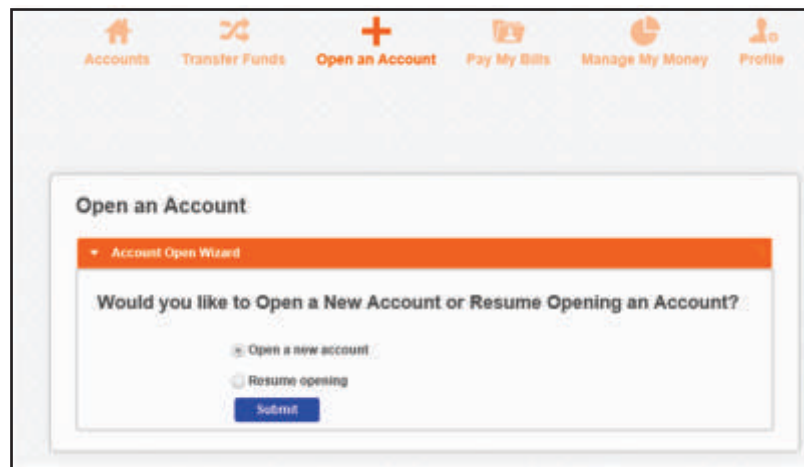 Accounts Transfer Funds Open an Account Pay My Bills Manage My Money Profile
Open an Account
Account Open Wizard
Would you like to Open a New Account or Resume Opening an Account?
Open a new account
Resume opening
Submit